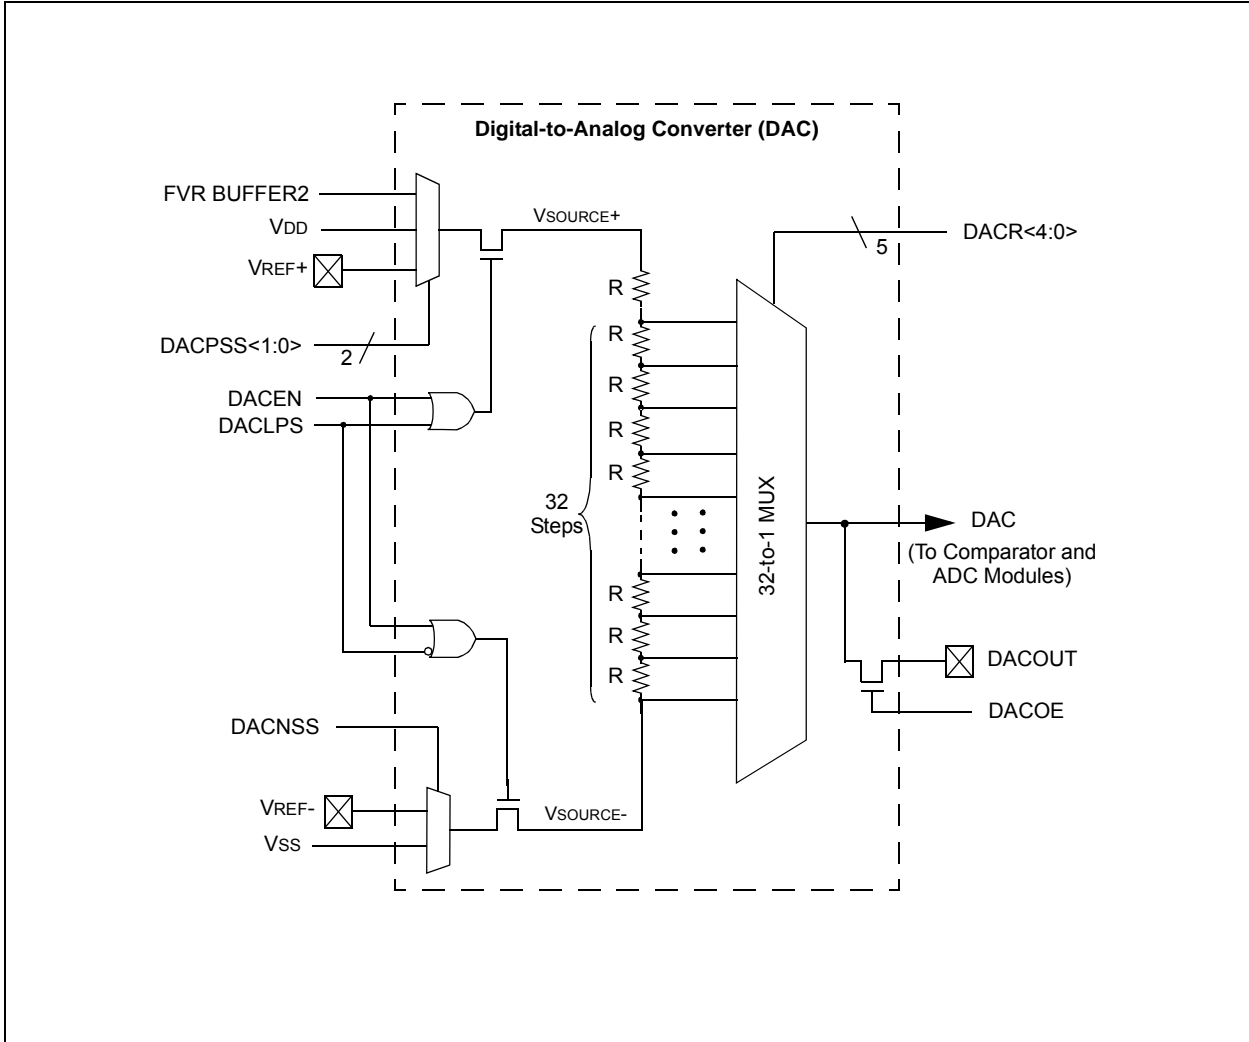 Digital-to-Analog Converter (DAC)
FVR BUFFER2
VDD
VREF+
VSOURCE+
DACR<4:0>
5
DACPSS<1:0>
2
DACEN
DACLPS
R
R
R
R
R
32
Steps
R
R
R
32-to-1 MUX
DAC
(To Comparator and
ADC Modules)
DACOUT
DACOE
DACNSS
VREF-
VSS
VSOURCE-